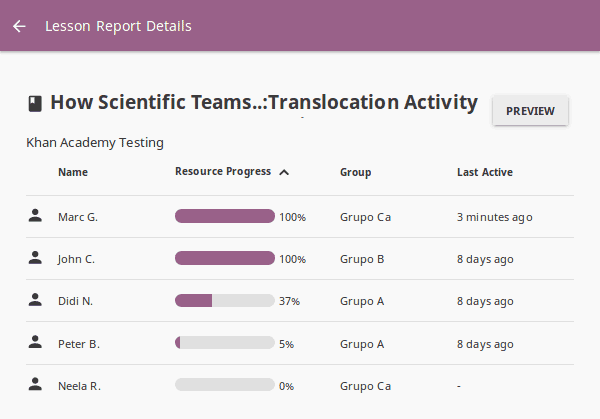 Lesson Report Details
How Scientific Teams..:Translocation Activity
PREVIEW
Khan Academy Testing
Name Resource Progress Group Last Active
Marc G. 100% Grupo Ca 3 minutes ago
John C. 100% Grupo B 8 days ago
Didi N. 37% Grupo A 8 days ago
Peter B. 5% Grupo A 8 days ago
Neela R. 0% Grupo Ca -